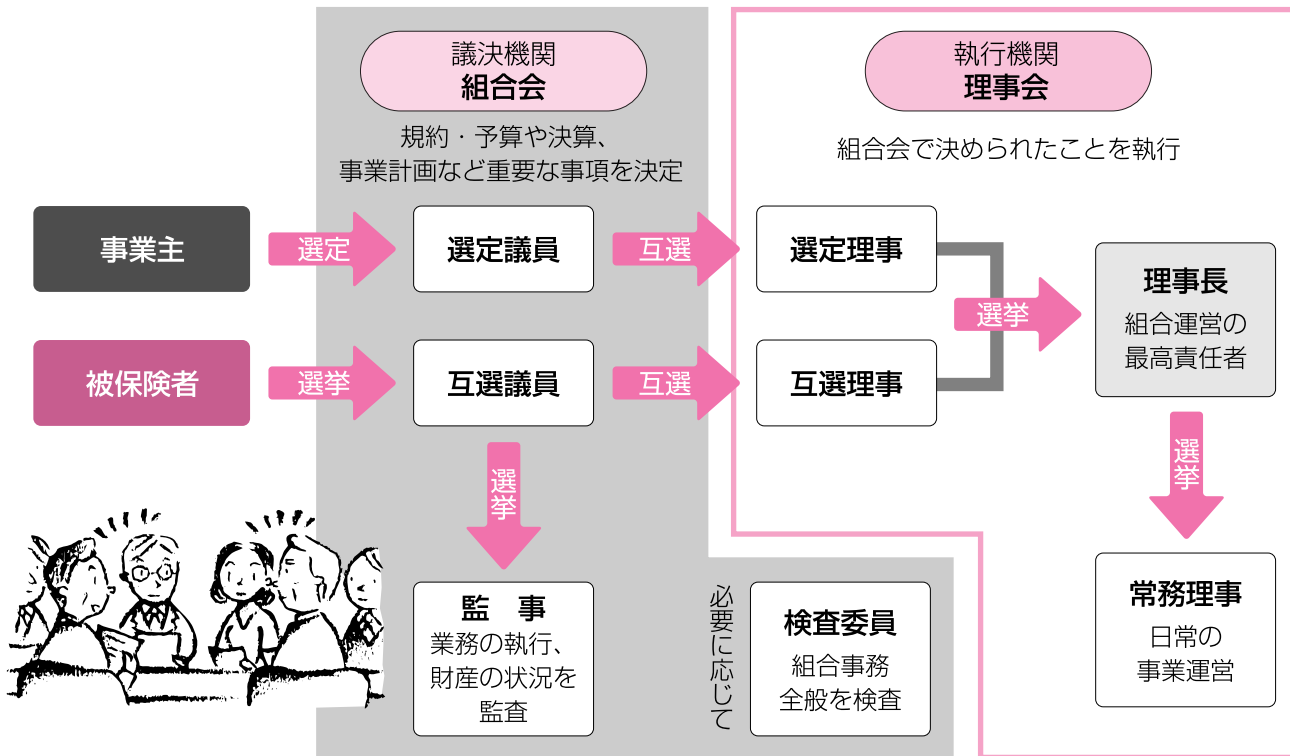 議決機関
組合会
規約・予算や決算、
事業計画など重要な事項を決定
執行機関
理事会
組合会で決められたことを執行
事業主
選定
選定議員
互選
選定理事
被保険者
選挙
互選議員
互選
互選理事
選挙
理事長
組合運営の
最高責任者
選挙
監　事
業務の執行、
財産の状況を
監査
必要に応じて
検査委員
組合事務
全般を検査
選挙
常務理事
日常の
事業運営